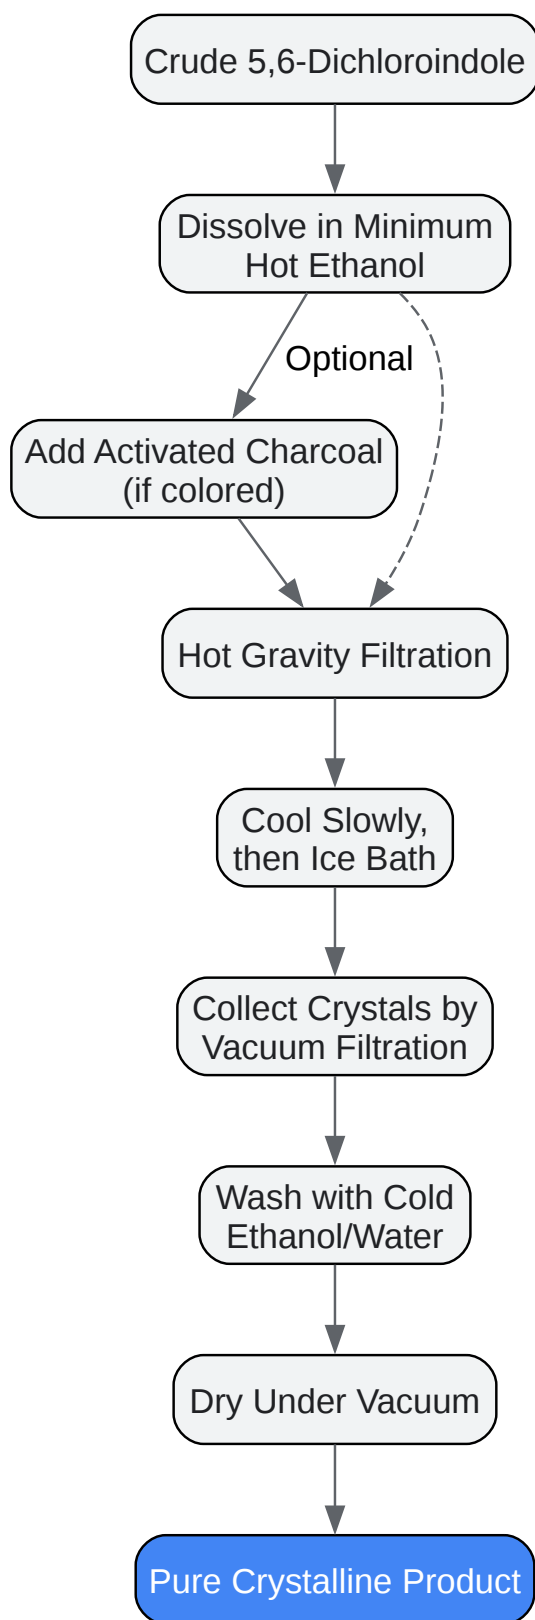 Crude 5,6-Dichloroindole
Dissolve in Minimum
Hot Ethanol
Optional
Add Activated Charcoal
(if colored)
Hot Gravity Filtration
Cool Slowly,
then Ice Bath
Collect Crystals by
Vacuum Filtration
Wash with Cold
Ethanol/Water
Dry Under Vacuum
Pure Crystalline Product